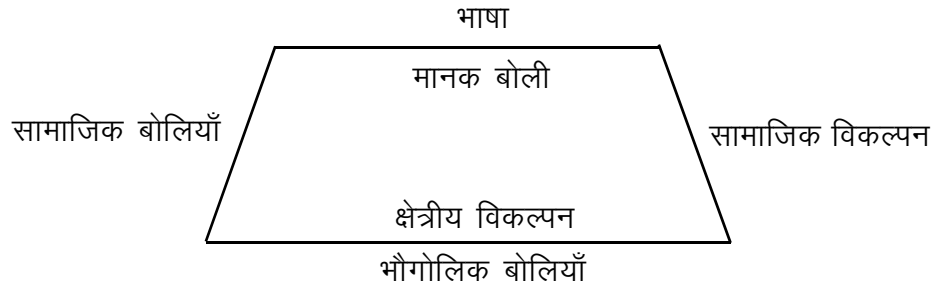 भाषा
मानक बोली
सामाजिक बोलियाँ
सामाजिक विकल्पन
क्षेत्रीय विकल्पन
भौगोलिक बोलियाँ